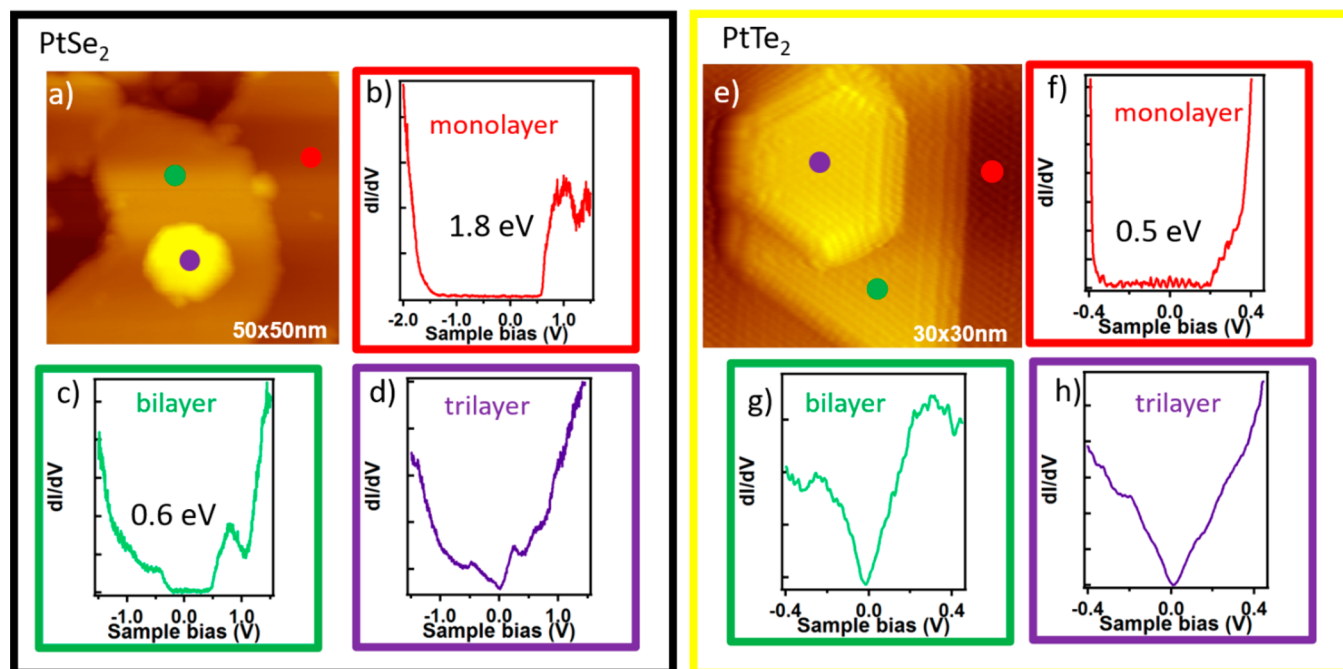 PtSe₂
a)
50x50nm
b)
monolayer
1.8 eV
dI/dV
-2.0 -1.0 0.0 1.0
Sample bias (V)
c)
bilayer
0.6 eV
dI/dV
-1.0 0.0 1.0
Sample bias (V)
d)
trilayer
dI/dV
-1.0 0.0 1.0
Sample bias (V)
PtTe₂
e)
30x30nm
f)
monolayer
0.5 eV
dI/dV
-0.4 0.0 0.4
Sample bias (V)
g)
bilayer
dI/dV
-0.4 0.0 0.4
Sample bias (V)
h)
trilayer
dI/dV
-0.4 0.0 0.4
Sample bias (V)